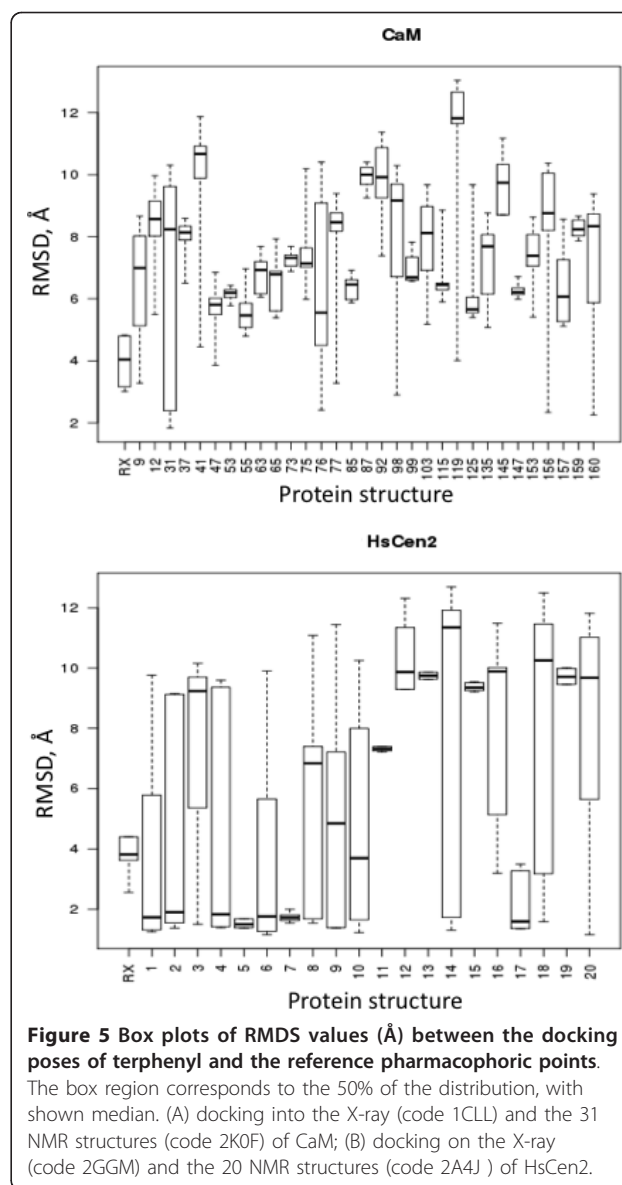 CaM
RMSD, Å
12
10
8
6
4
2
RX 9 12 31 37 41 47 53 55 63 65 73 75 76 77 85 87 92 98 99 103 115 119 125 135 145 147 153 156 157 159 160
Protein structure
HsCen2
RMSD, Å
12
10
8
6
4
2
RX 1 2 3 4 5 6 7 8 9 10 11 12 13 14 15 16 17 18 19 20
Protein structure
Figure 5 Box plots of RMDS values (Å) between the docking
poses of terphenyl and the reference pharmacophoric points.
The box region corresponds to the 50% of the distribution, with
shown median. (A) docking into the X-ray (code 1CLL) and the 31
NMR structures (code 2K0F) of CaM; (B) docking on the X-ray
(code 2GGM) and the 20 NMR structures (code 2A4J ) of HsCen2.